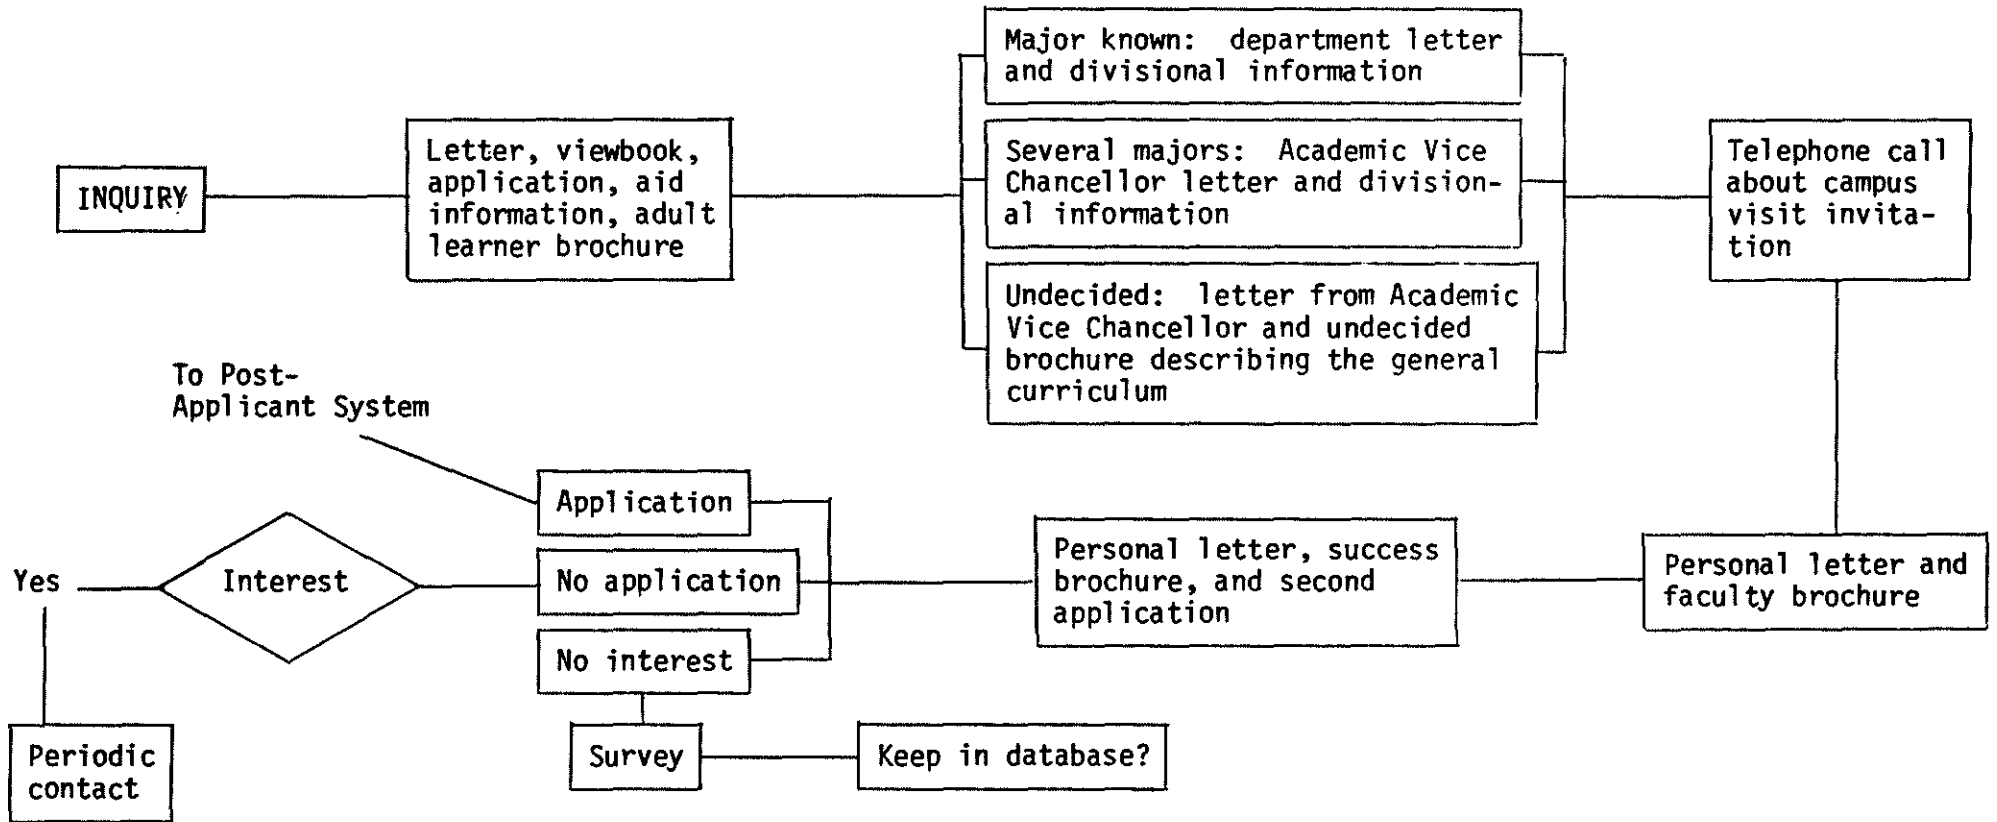 INQUIRY
Letter, viewbook,
application, aid
information, adult
learner brochure
Major known: department letter
and divisional information
Several majors: Academic Vice
Chancellor letter and division-
al information
Undecided: letter from Academic
Vice Chancellor and undecided
brochure describing the general
curriculum
Telephone call
about campus
visit invita-
tion
Personal letter and
faculty brochure
Personal letter, success
brochure, and second
application
Application
No application
No interest
To Post-
Applicant System
Interest
Yes
Periodic
contact
Survey
Keep in database?